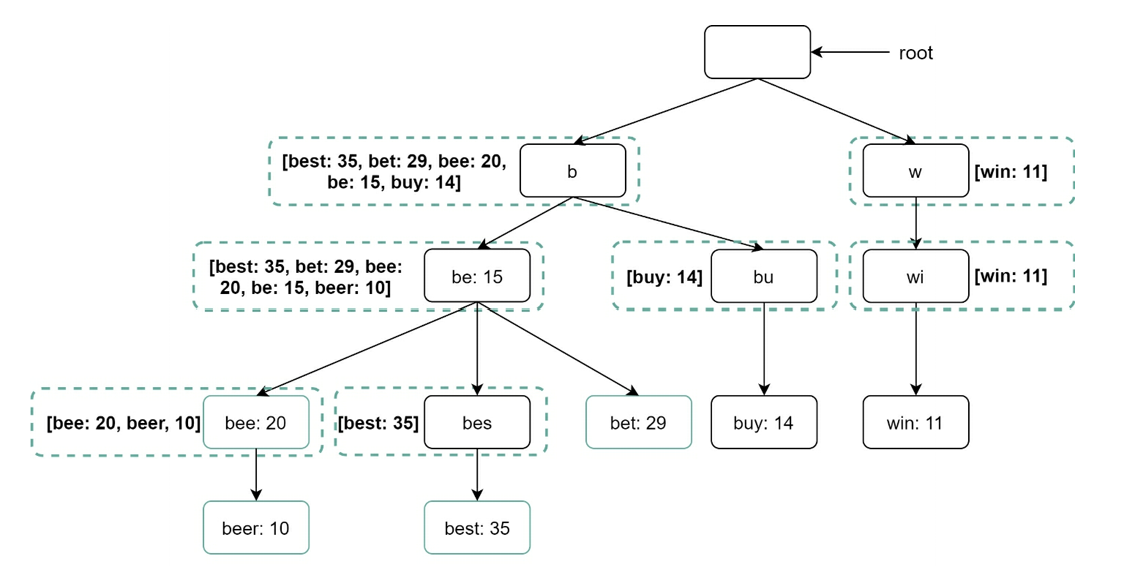 root
[best: 35, bet: 29, bee: 20,
be: 15, buy: 14]
b
w
[win: 11]
[best: 35, bet: 29, bee:
20, be: 15, beer: 10]
be: 15
[buy: 14]
bu
wi
[win: 11]
[bee: 20, beer, 10]
bee: 20
[best: 35]
bes
bet: 29
buy: 14
win: 11
beer: 10
best: 35